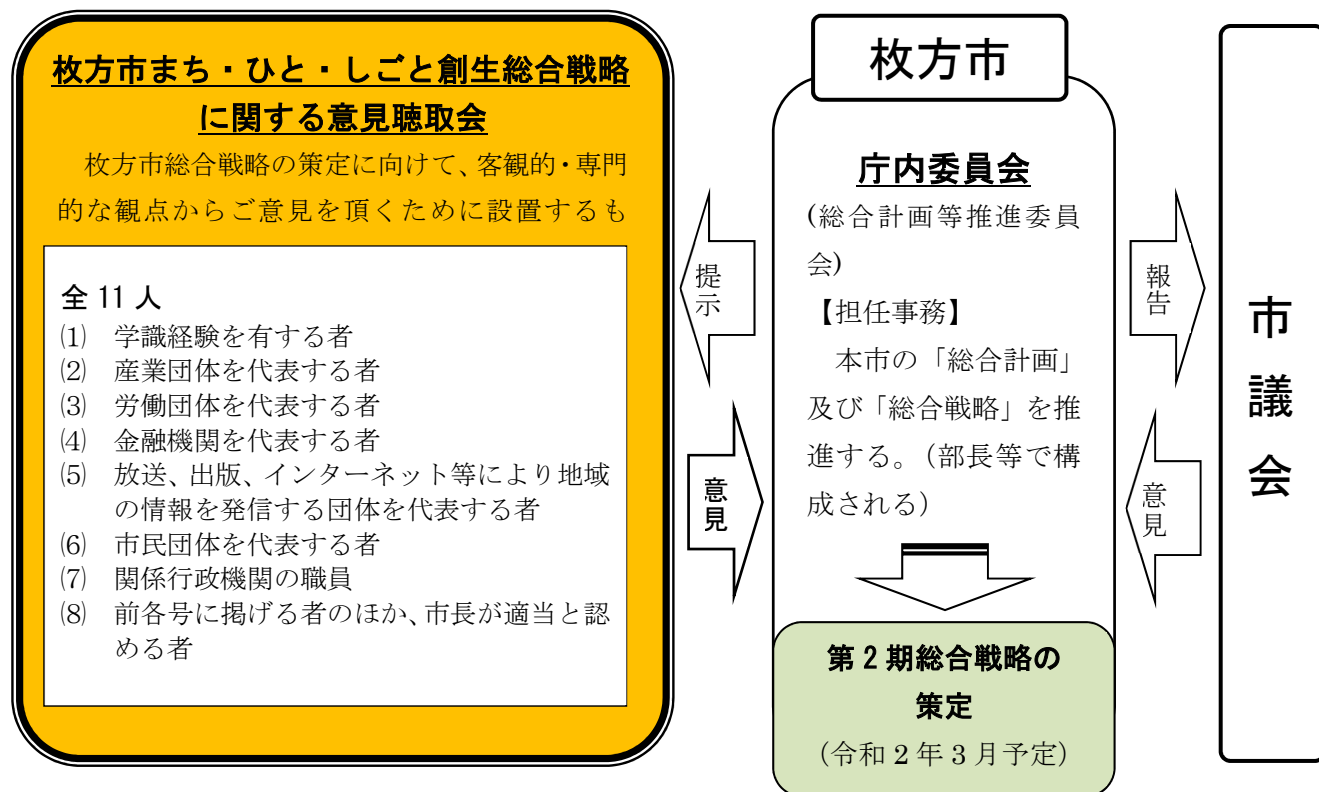 枚方市まち・ひと・しごと創生総合戦略
に関する意見聴取会
枚方市総合戦略の策定に向けて、客観的・専門
的な観点からご意見を頂くために設置するも
全 11 人
⑴ 学識経験を有する者
⑵ 産業団体を代表する者
⑶ 労働団体を代表する者
⑷ 金融機関を代表する者
⑸ 放送、出版、インターネット等により地域
の情報を発信する団体を代表する者
⑹ 市民団体を代表する者
⑺ 関係行政機関の職員
⑻ 前各号に掲げる者のほか、市長が適当と認
める者
提示
意見
枚方市
庁内委員会
(総合計画等推進委員
会)
【担任事務】
本市の「総合計画」
及び「総合戦略」を推
進する。（部長等で構
成される）
第 2 期総合戦略の
策定
（令和 2 年 3 月予定）
報告
意見
市議会